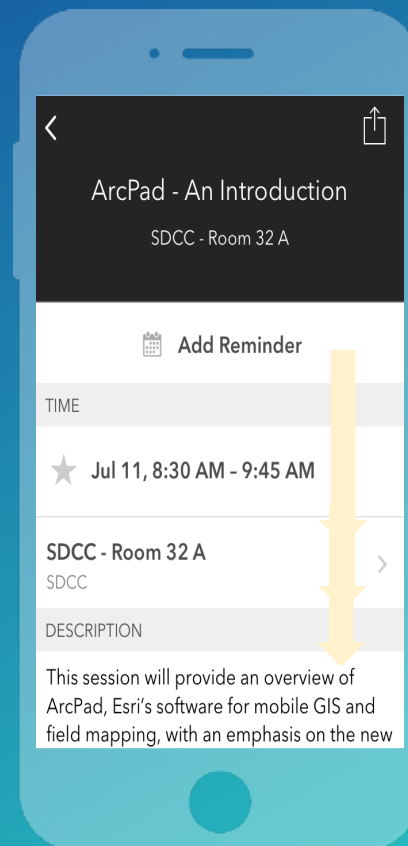 ArcPad - An Introduction
SDCC - Room 32 A
Add Reminder
TIME
Jul 11, 8:30 AM – 9:45 AM
SDCC - Room 32 A
SDCC
DESCRIPTION
This session will provide an overview of
ArcPad, Esri’s software for mobile GIS and
field mapping, with an emphasis on the new